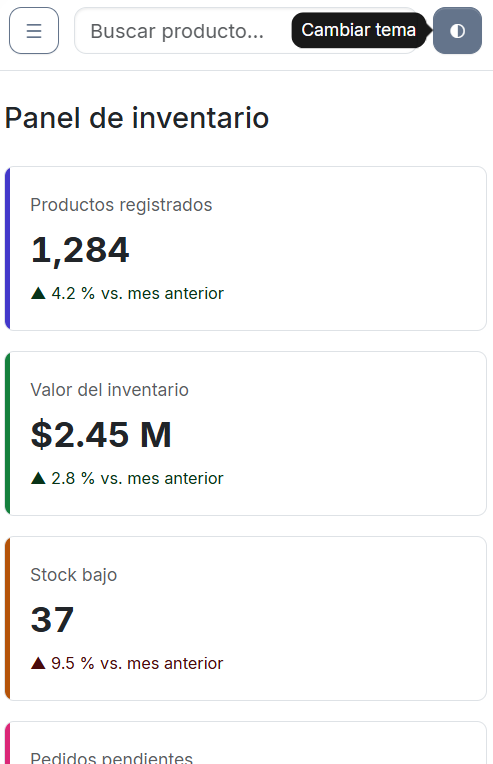 Buscar producto...
Cambiar tema
Panel de inventario
Productos registrados
1,284
▲ 4.2 % vs. mes anterior
Valor del inventario
$2.45 M
▲ 2.8 % vs. mes anterior
Stock bajo
37
▲ 9.5 % vs. mes anterior
Pedidos pendientes